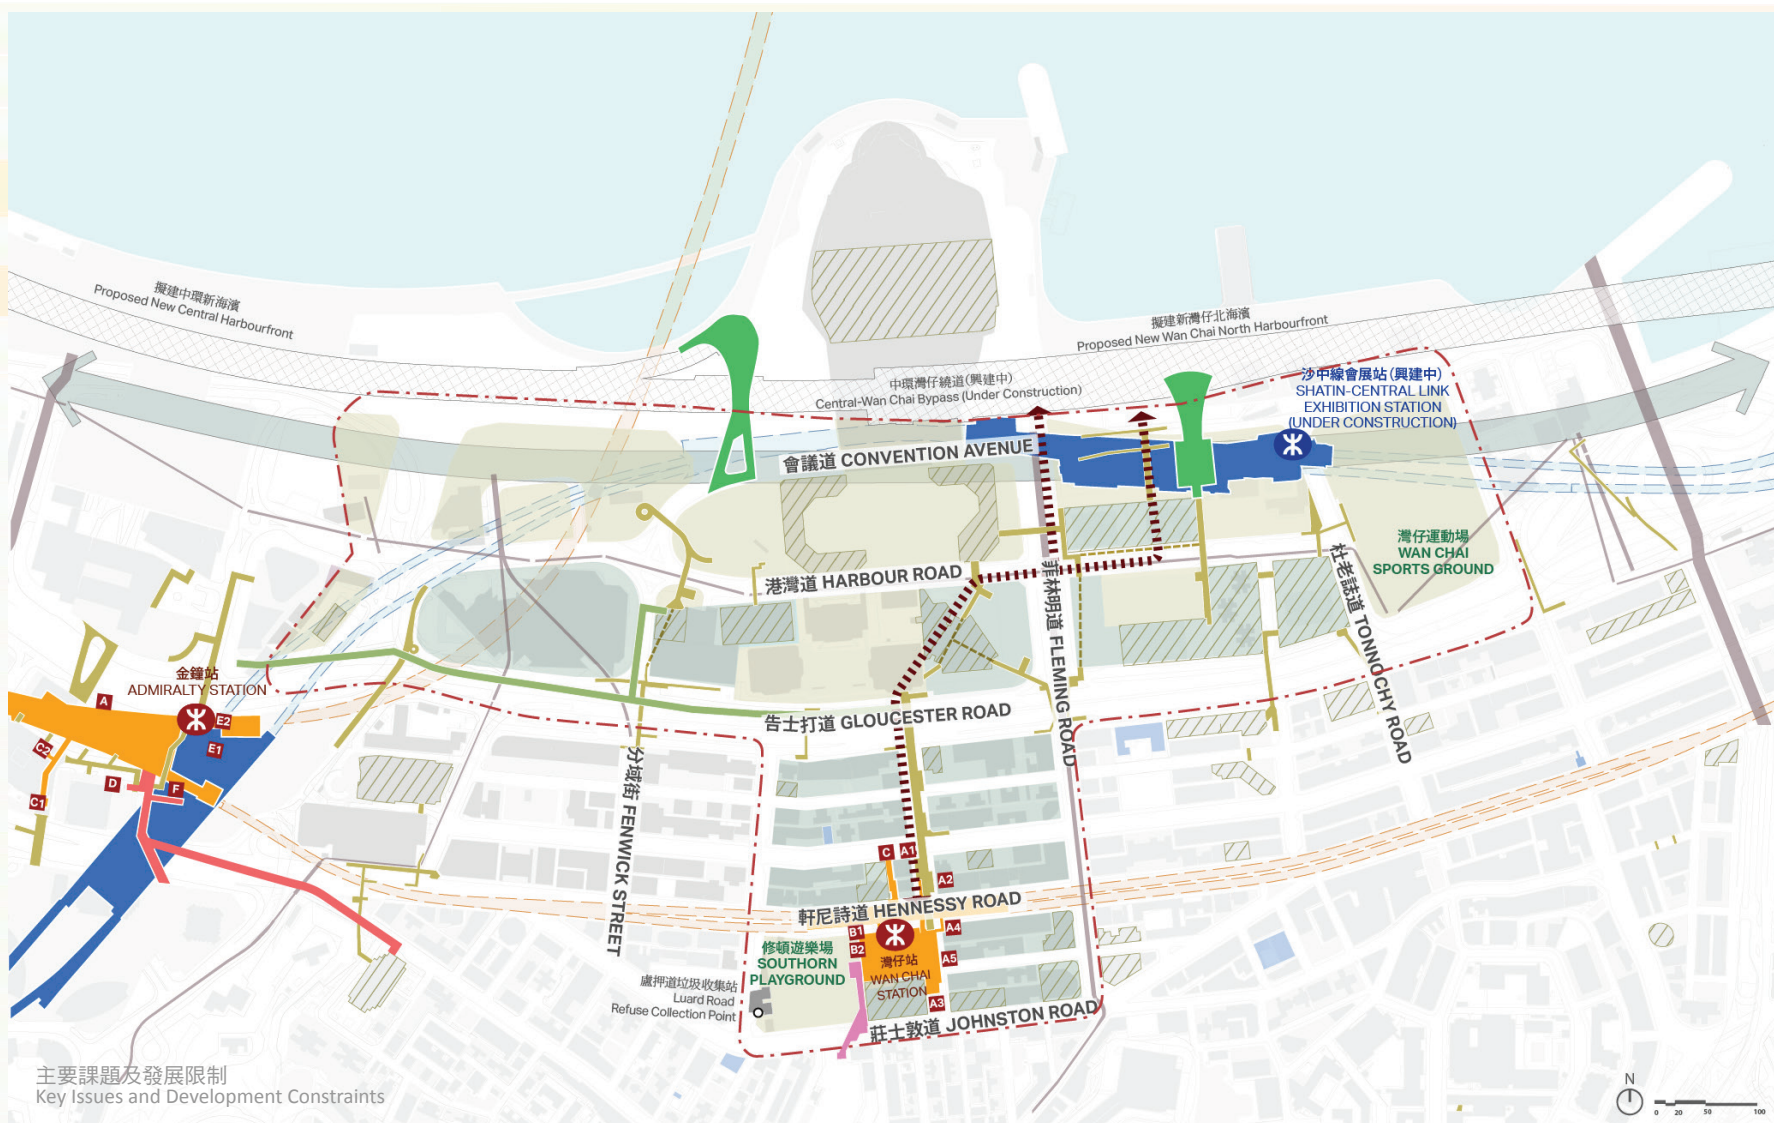 擬建中環新海濱
Proposed New Central Harbourfront
擬建新灣仔北海濱
Proposed New Wan Chai North Harbourfront
中環灣仔繞道(興建中)
Central-Wan Chai Bypass (Under Construction)
沙中線會展站(興建中)
SHATIN-CENTRAL LINK
EXHIBITION STATION
(UNDER CONSTRUCTION)
會議道 CONVENTION AVENUE
灣仔運動場
WAN CHAI
SPORTS GROUND
港灣道 HARBOUR ROAD
菲林明道 FLEMING ROAD
杜老誌道 TONNOCHY ROAD
金鐘站
ADMIRALTY STATION
A
E2
E1
C2
D
F
C1
告士打道 GLOUCESTER ROAD
分域街 FENWICK STREET
C
A1
A2
軒尼詩道 HENNESSY ROAD
B1
B2
A4
A5
A3
修頓遊樂場
SOUTHORN
PLAYGROUND
灣仔站
WAN CHAI
STATION
盧押道垃圾收集站
Luard Road
Refuse Collection Point
莊士敦道 JOHNSTON ROAD
主要課題及發展限制
Key Issues and Development Constraints
N
0 20 50 100